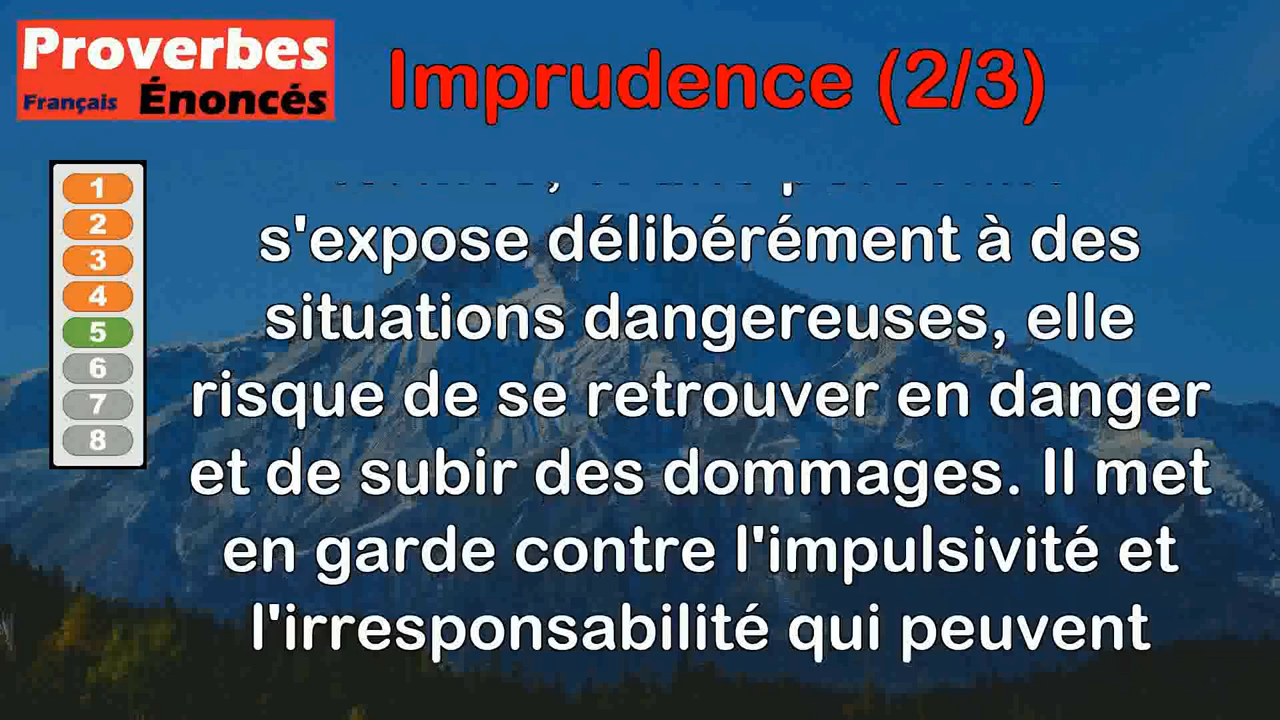 Proverbes
Français Énoncés
Imprudence (2/3)
1
2
3
4
5
6
7
8
s'expose délibérément à des
situations dangereuses, elle
risque de se retrouver en danger
et de subir des dommages. Il met
en garde contre l'impulsivité et
l'irresponsabilité qui peuvent